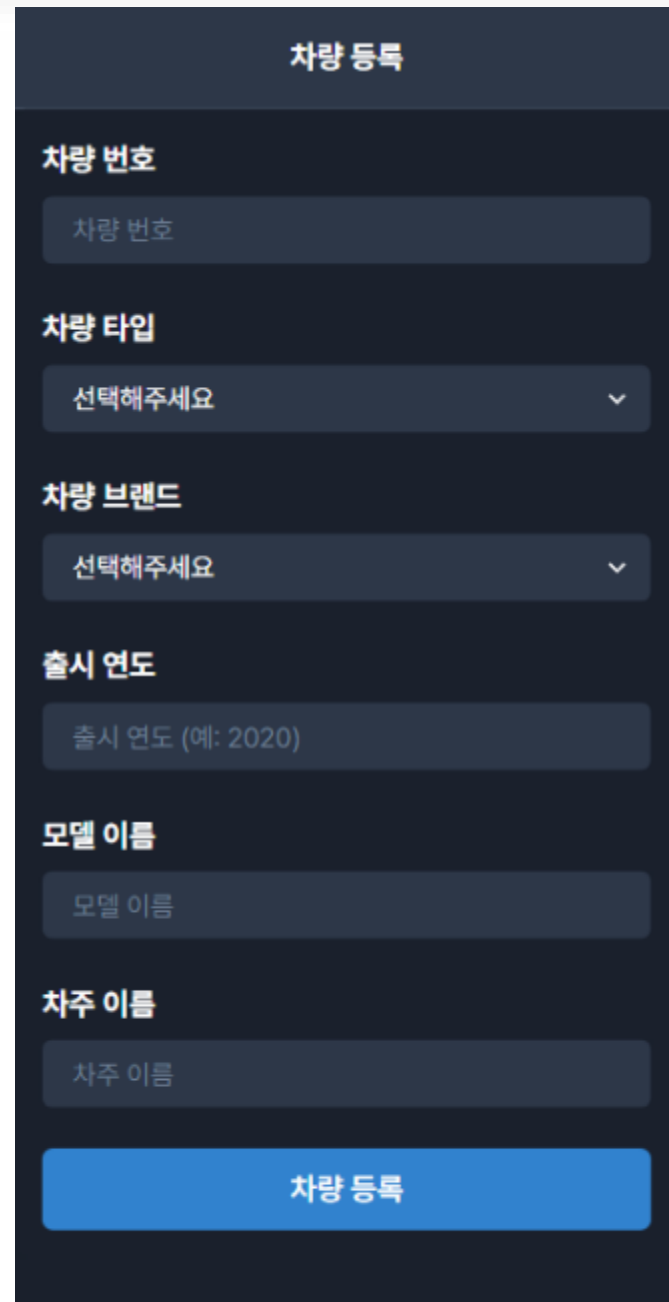 차량 등록
차량 번호
차량 번호
차량 타입
선택해주세요
차량 브랜드
선택해주세요
출시 연도
출시 연도 (예: 2020)
모델 이름
모델 이름
차주 이름
차주 이름
차량 등록